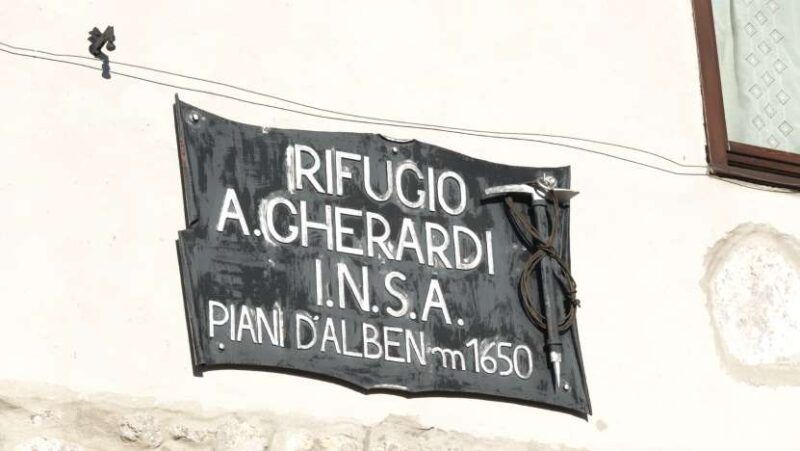 RIFUGIO
A.GHERARDI
I.N.S.A.
PIANI D'ALBEN m 1650